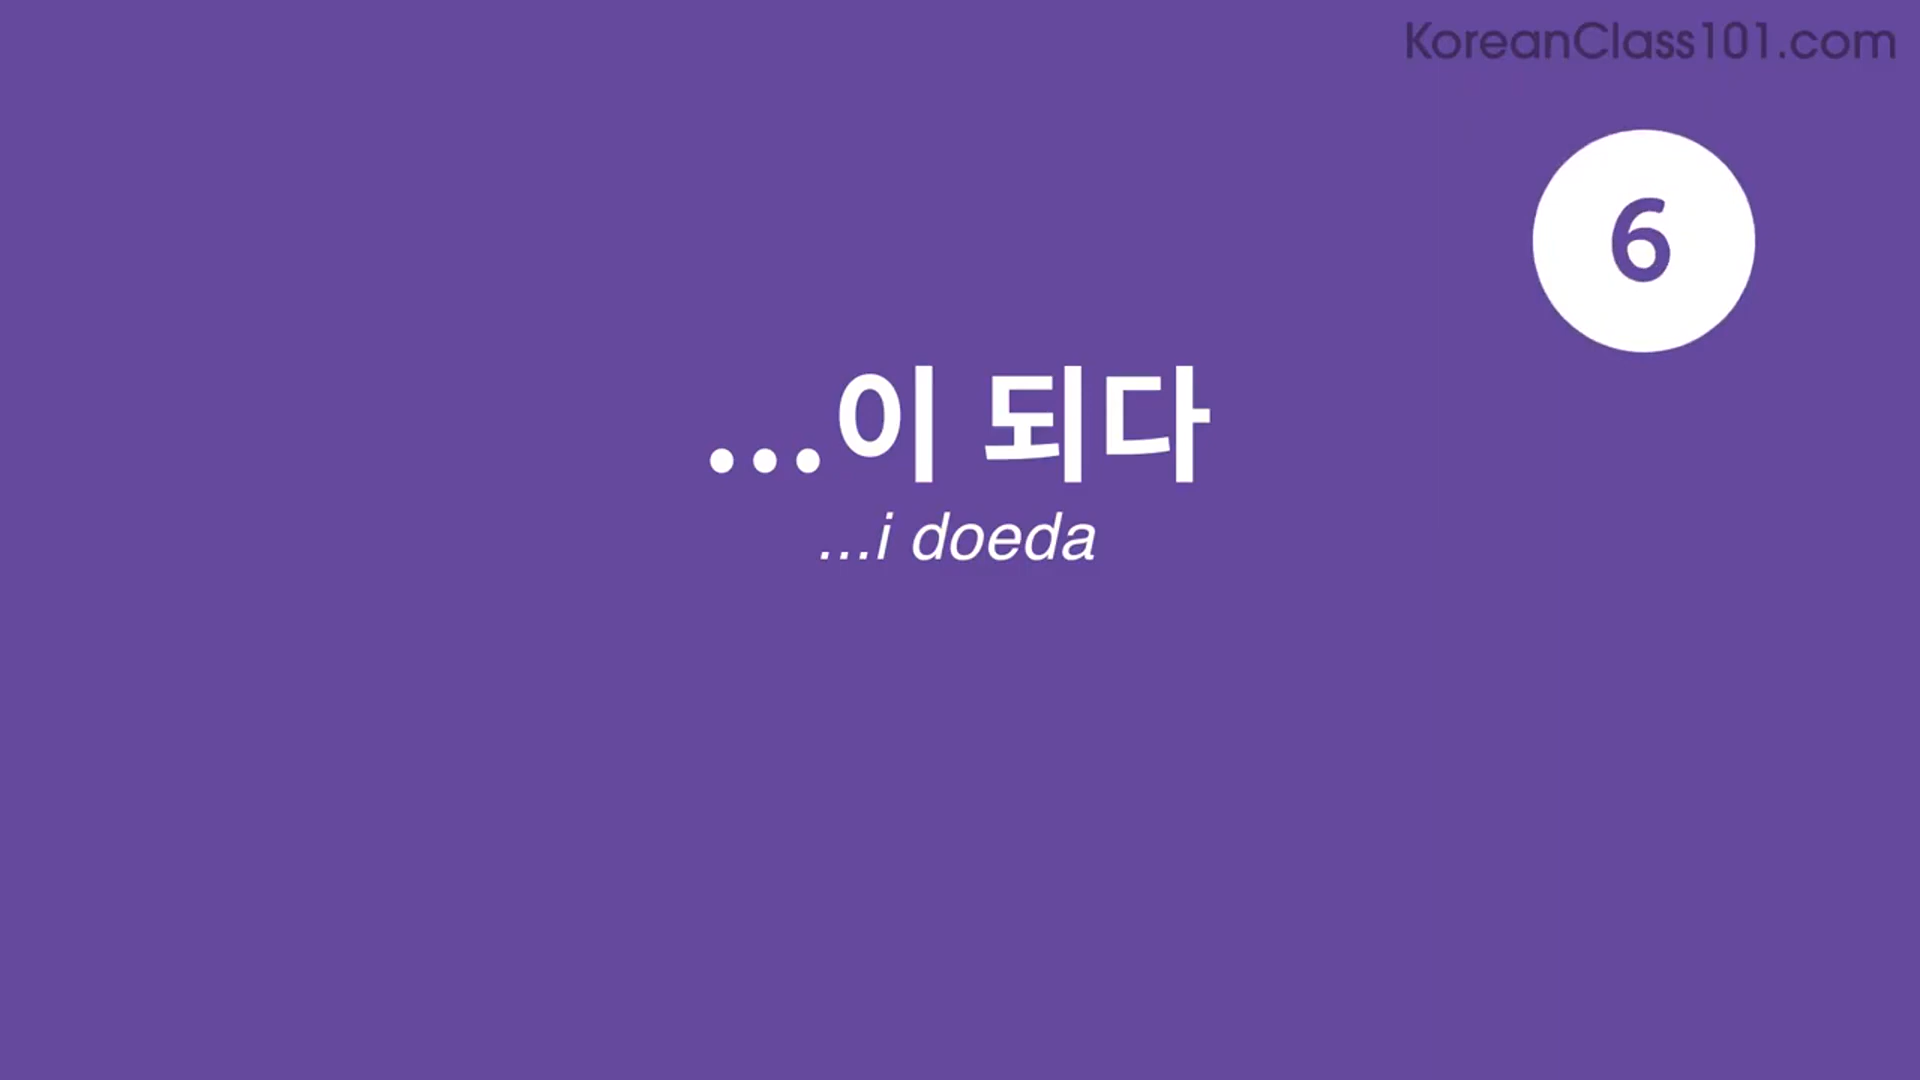 KoreanClass101.com
6
...이 되다
...i doeda